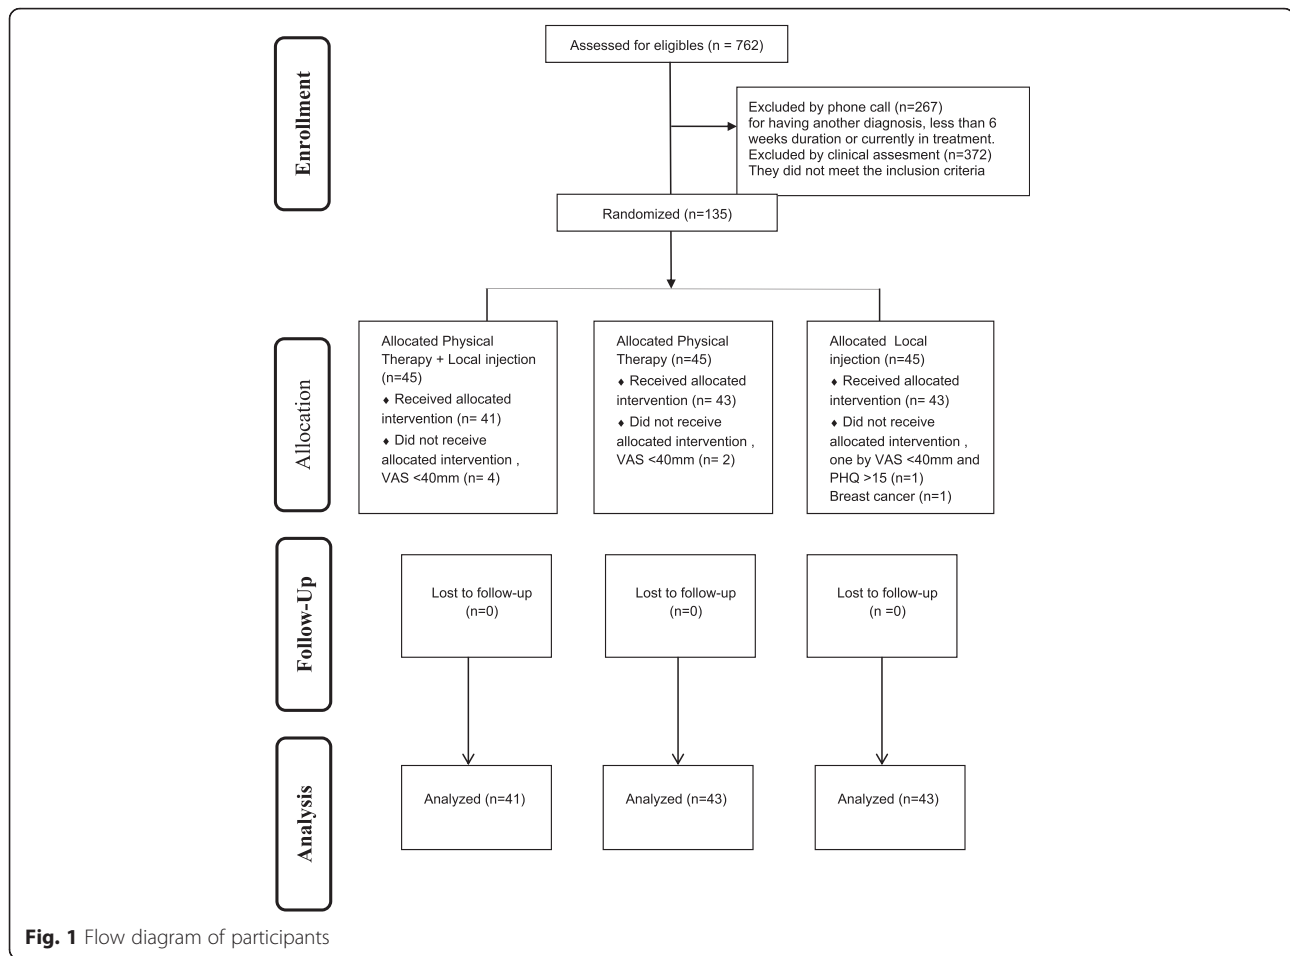 Enrollment
Assessed for eligibles (n = 762)
Excluded by phone call (n=267)
for having another diagnosis, less than 6
weeks duration or currently in treatment.
Excluded by clinical assesment (n=372)
They did not meet the inclusion criteria
Randomized (n=135)
Allocation
Allocated Physical
Therapy + Local injection
(n=45)
♦ Received allocated
intervention (n= 41)
♦ Did not receive
allocated intervention ,
VAS <40mm (n= 4)
Allocated Physical
Therapy (n=45)
♦ Received allocated
intervention (n= 43)
♦ Did not receive
allocated intervention ,
VAS <40mm (n= 2)
Allocated Local
injection (n=45)
♦ Received allocated
intervention (n= 43)
♦ Did not receive
allocated intervention ,
one by VAS <40mm and
PHQ >15 (n=1)
Breast cancer (n=1)
Follow-Up
Lost to follow-up
(n=0)
Lost to follow-up
(n=0)
Lost to follow-up
(n =0)
Analysis
Analyzed (n=41)
Analyzed (n=43)
Analyzed (n=43)
Fig. 1 Flow diagram of participants